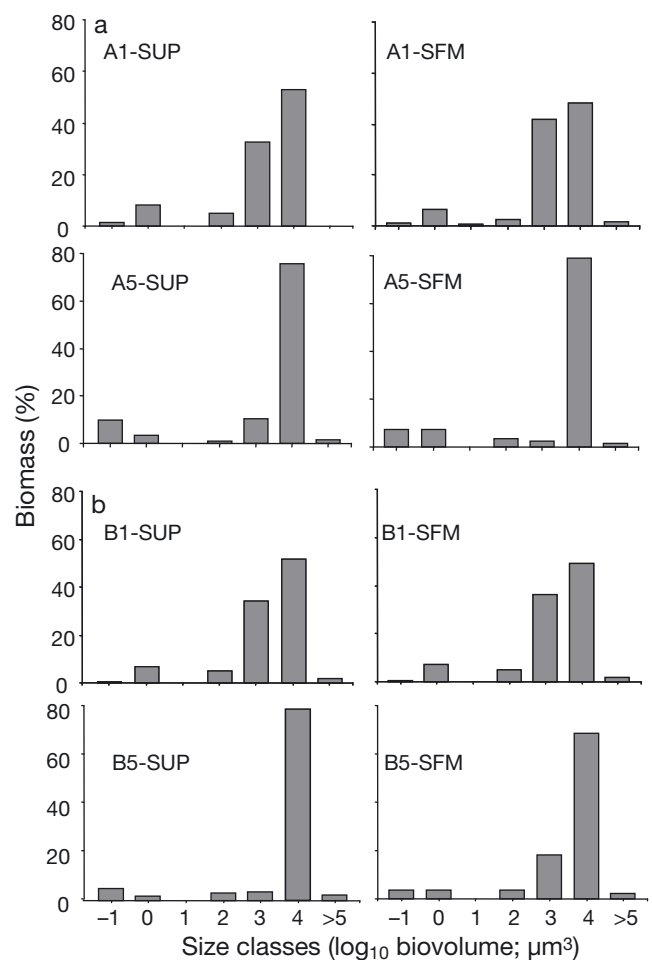 a
80
60
40
20
0
A1-SUP
A1-SFM
80
60
40
20
0
A5-SUP
A5-SFM
Biomass (%)
b
80
60
40
20
0
B1-SUP
B1-SFM
80
60
40
20
0
B5-SUP
B5-SFM
–1 0 1 2 3 4 >5 –1 0 1 2 3 4 >5
Size classes (log₁₀ biovolume; µm³)